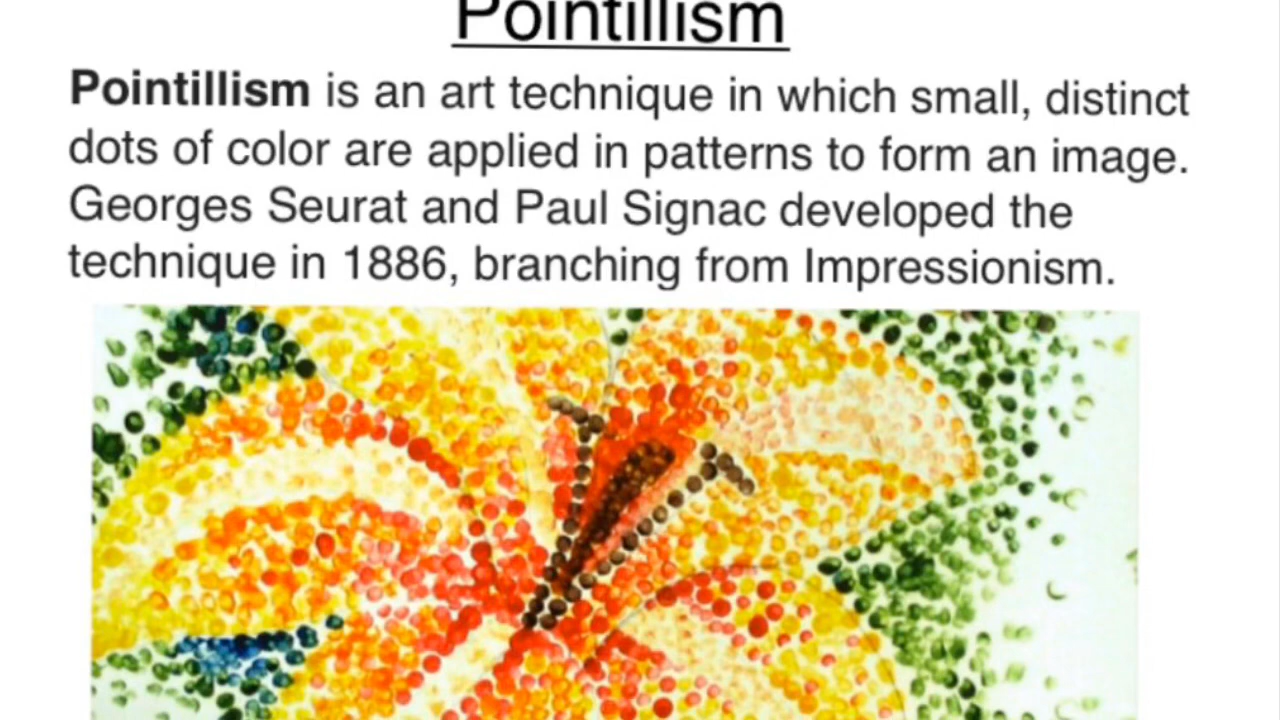 Pointillism
Pointillism is an art technique in which small, distinct
dots of color are applied in patterns to form an image.
Georges Seurat and Paul Signac developed the
technique in 1886, branching from Impressionism.